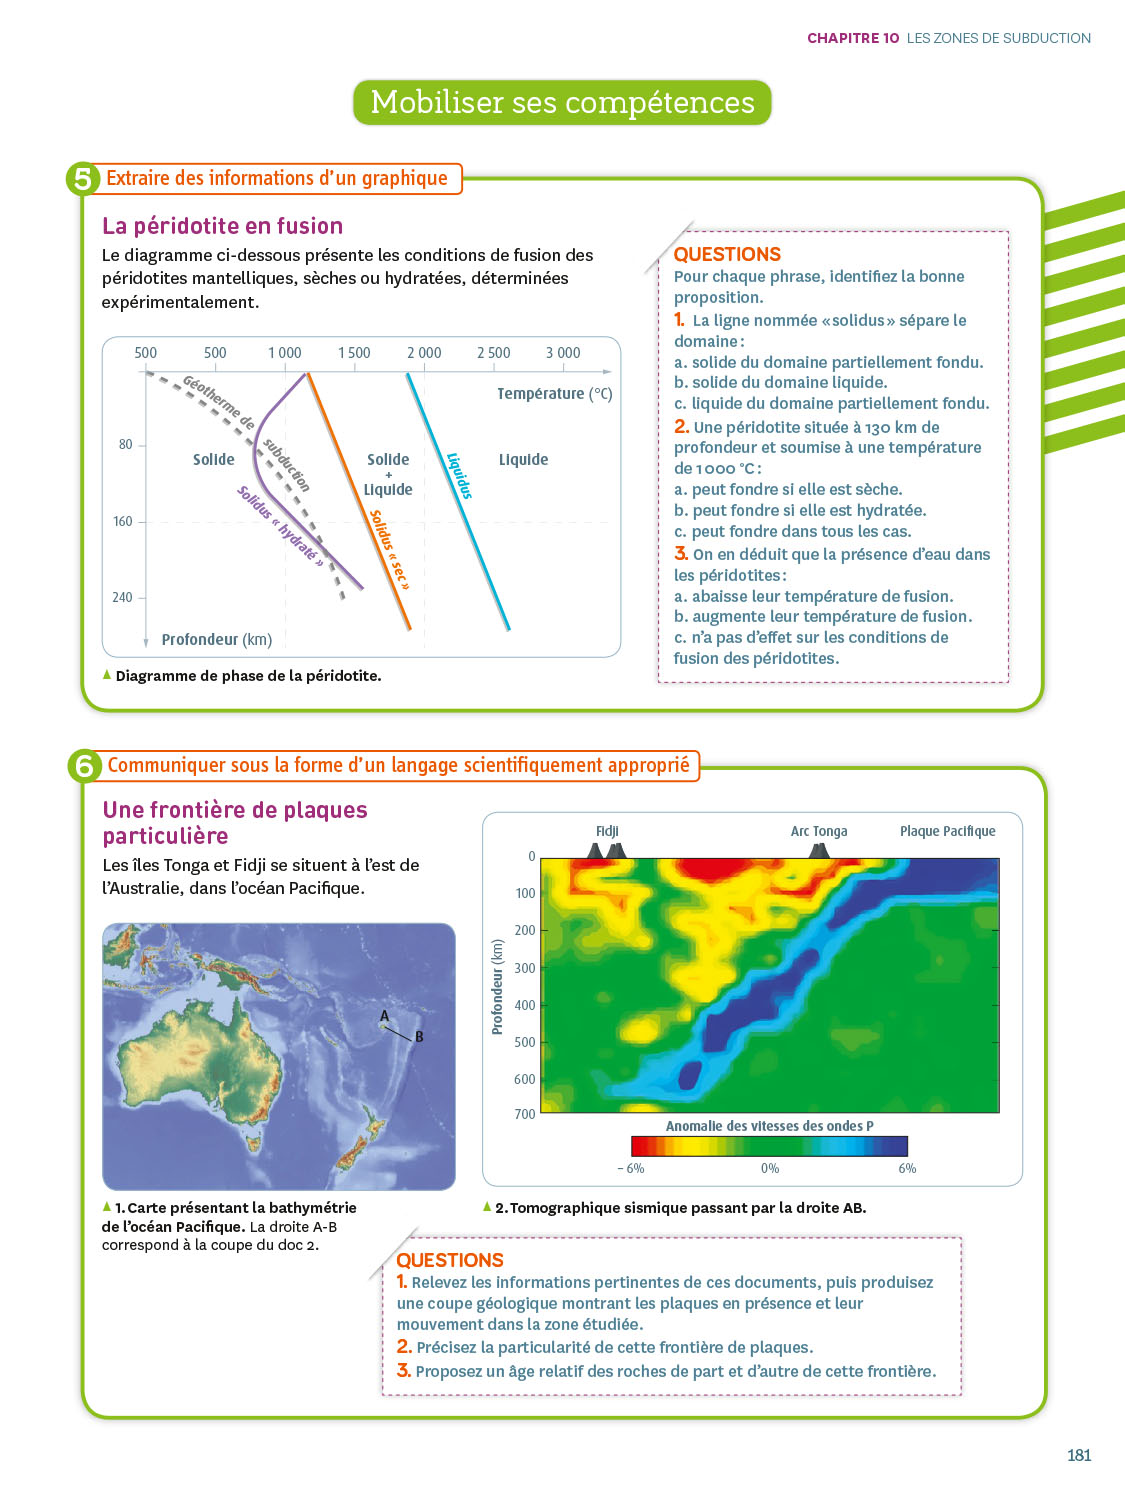 CHAPITRE 10 LES ZONES DE SUBDUCTION
Mobiliser ses compétences
5 Extraire des informations d'un graphique
La péridotite en fusion
Le diagramme ci-dessous présente les conditions de fusion des
péridotites mantelliques, sèches ou hydratées, déterminées
expérimentalement.
500 500 1 000 1 500 2 000 2 500 3 000
Température (°C)
Géotherme de
subduction
80
Solide
Solide
+
Liquide
Liquidus
Liquide
Solidus « hydraté »
Solidus « sec »
160
240
Profondeur (km)
Diagramme de phase de la péridotite.
QUESTIONS
Pour chaque phrase, identifiez la bonne
proposition.
1. La ligne nommée « solidus » sépare le
domaine :
a. solide du domaine partiellement fondu.
b. solide du domaine liquide.
c. liquide du domaine partiellement fondu.
2. Une péridotite située à 130 km de
profondeur et soumise à une température
de 1 000 °C :
a. peut fondre si elle est sèche.
b. peut fondre si elle est hydratée.
c. peut fondre dans tous les cas.
3. On en déduit que la présence d'eau dans
les péridotites :
a. abaisse leur température de fusion.
b. augmente leur température de fusion.
c. n'a pas d'effet sur les conditions de
fusion des péridotites.
6 Communiquer sous la forme d'un langage scientifiquement approprié
Une frontière de plaques
particulière
Les îles Tonga et Fidji se situent à l'est de
l'Australie, dans l'océan Pacifique.
A
B
1. Carte présentant la bathymétrie
de l'océan Pacifique. La droite A-B
correspond à la coupe du doc 2.
Fidji Arc Tonga Plaque Pacifique
0
100
200
300
400
500
600
700
Profondeur (km)
Anomalie des vitesses des ondes P
– 6% 0% 6%
2. Tomographique sismique passant par la droite AB.
QUESTIONS
1. Relevez les informations pertinentes de ces documents, puis produisez
une coupe géologique montrant les plaques en présence et leur
mouvement dans la zone étudiée.
2. Précisez la particularité de cette frontière de plaques.
3. Proposez un âge relatif des roches de part et d'autre de cette frontière.
181